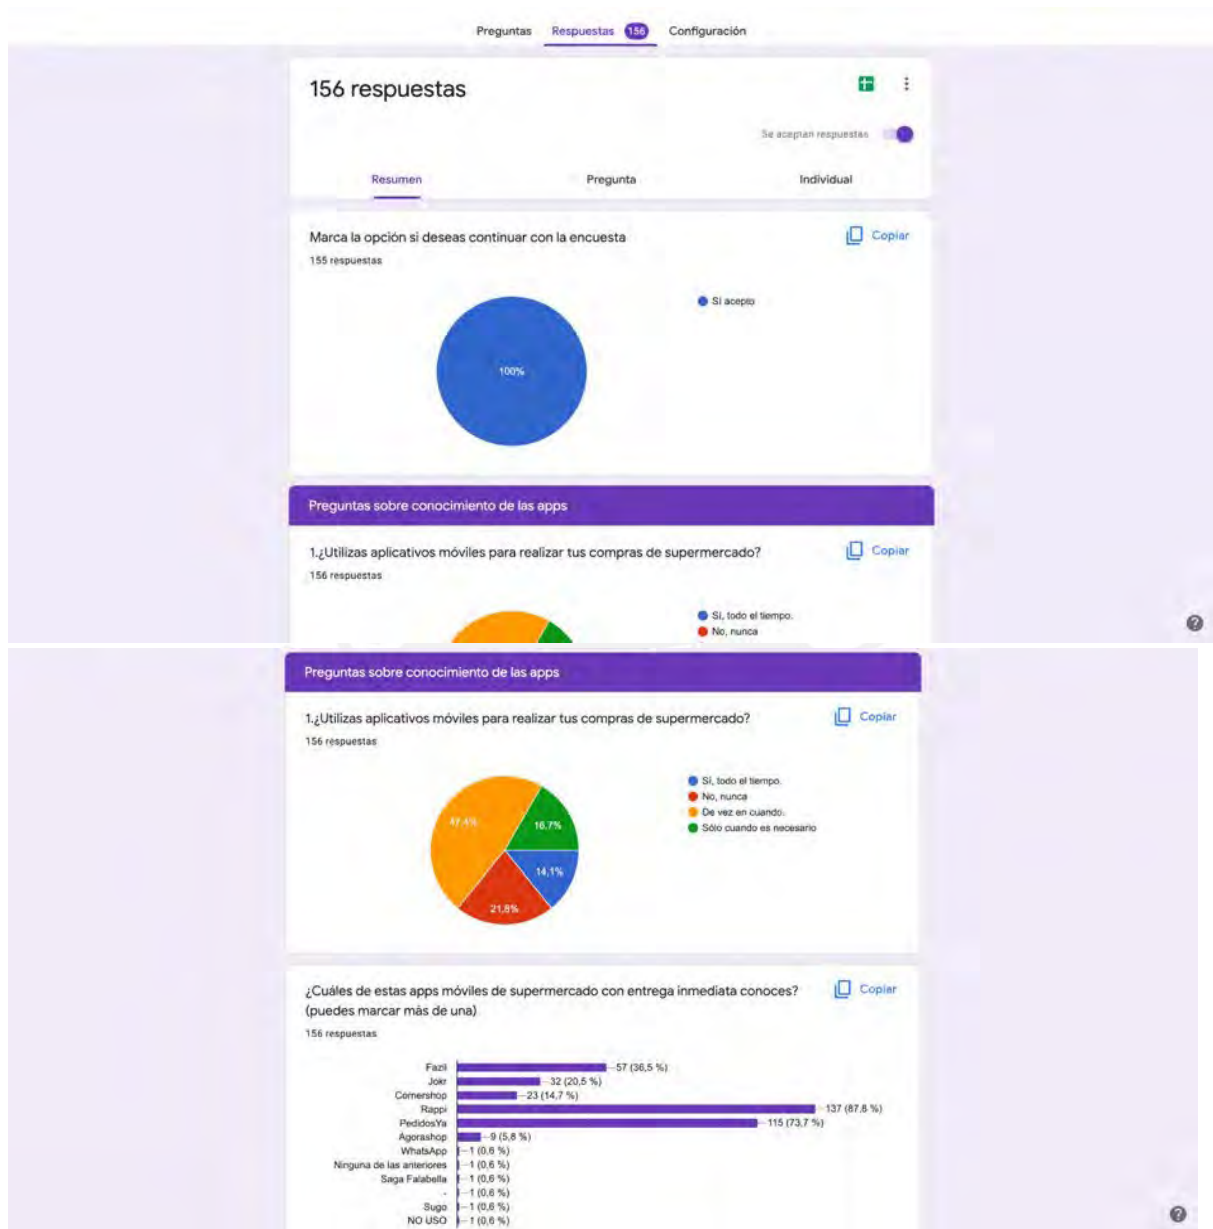 Preguntas Respuestas 156 Configuración
156 respuestas
Se aceptan respuestas
Resumen Pregunta Individual
Marca la opción si deseas continuar con la encuesta
Copiar
155 respuestas
Sí acepto
100%
Preguntas sobre conocimiento de las apps
1.¿Utilizas aplicativos móviles para realizar tus compras de supermercado?
Copiar
156 respuestas
Sí, todo el tiempo.
No, nunca
Preguntas sobre conocimiento de las apps
1.¿Utilizas aplicativos móviles para realizar tus compras de supermercado?
Copiar
156 respuestas
Sí, todo el tiempo.
No, nunca
De vez en cuando.
Sólo cuando es necesario
47,4%
16,7%
14,1%
21,8%
¿Cuáles de estas apps móviles de supermercado con entrega inmediata conoces?
(puedes marcar más de una)
Copiar
156 respuestas
Fazil 57 (36,5 %)
Jokr 32 (20,5 %)
Cornershop 23 (14,7 %)
Rappi 137 (87,8 %)
PedidosYa 115 (73,7 %)
Agorashop 9 (5,8 %)
WhatsApp 1 (0,6 %)
Ninguna de las anteriores 1 (0,6 %)
Saga Falabella 1 (0,6 %)
- 1 (0,6 %)
Sugo 1 (0,6 %)
NO USO 1 (0,6 %)